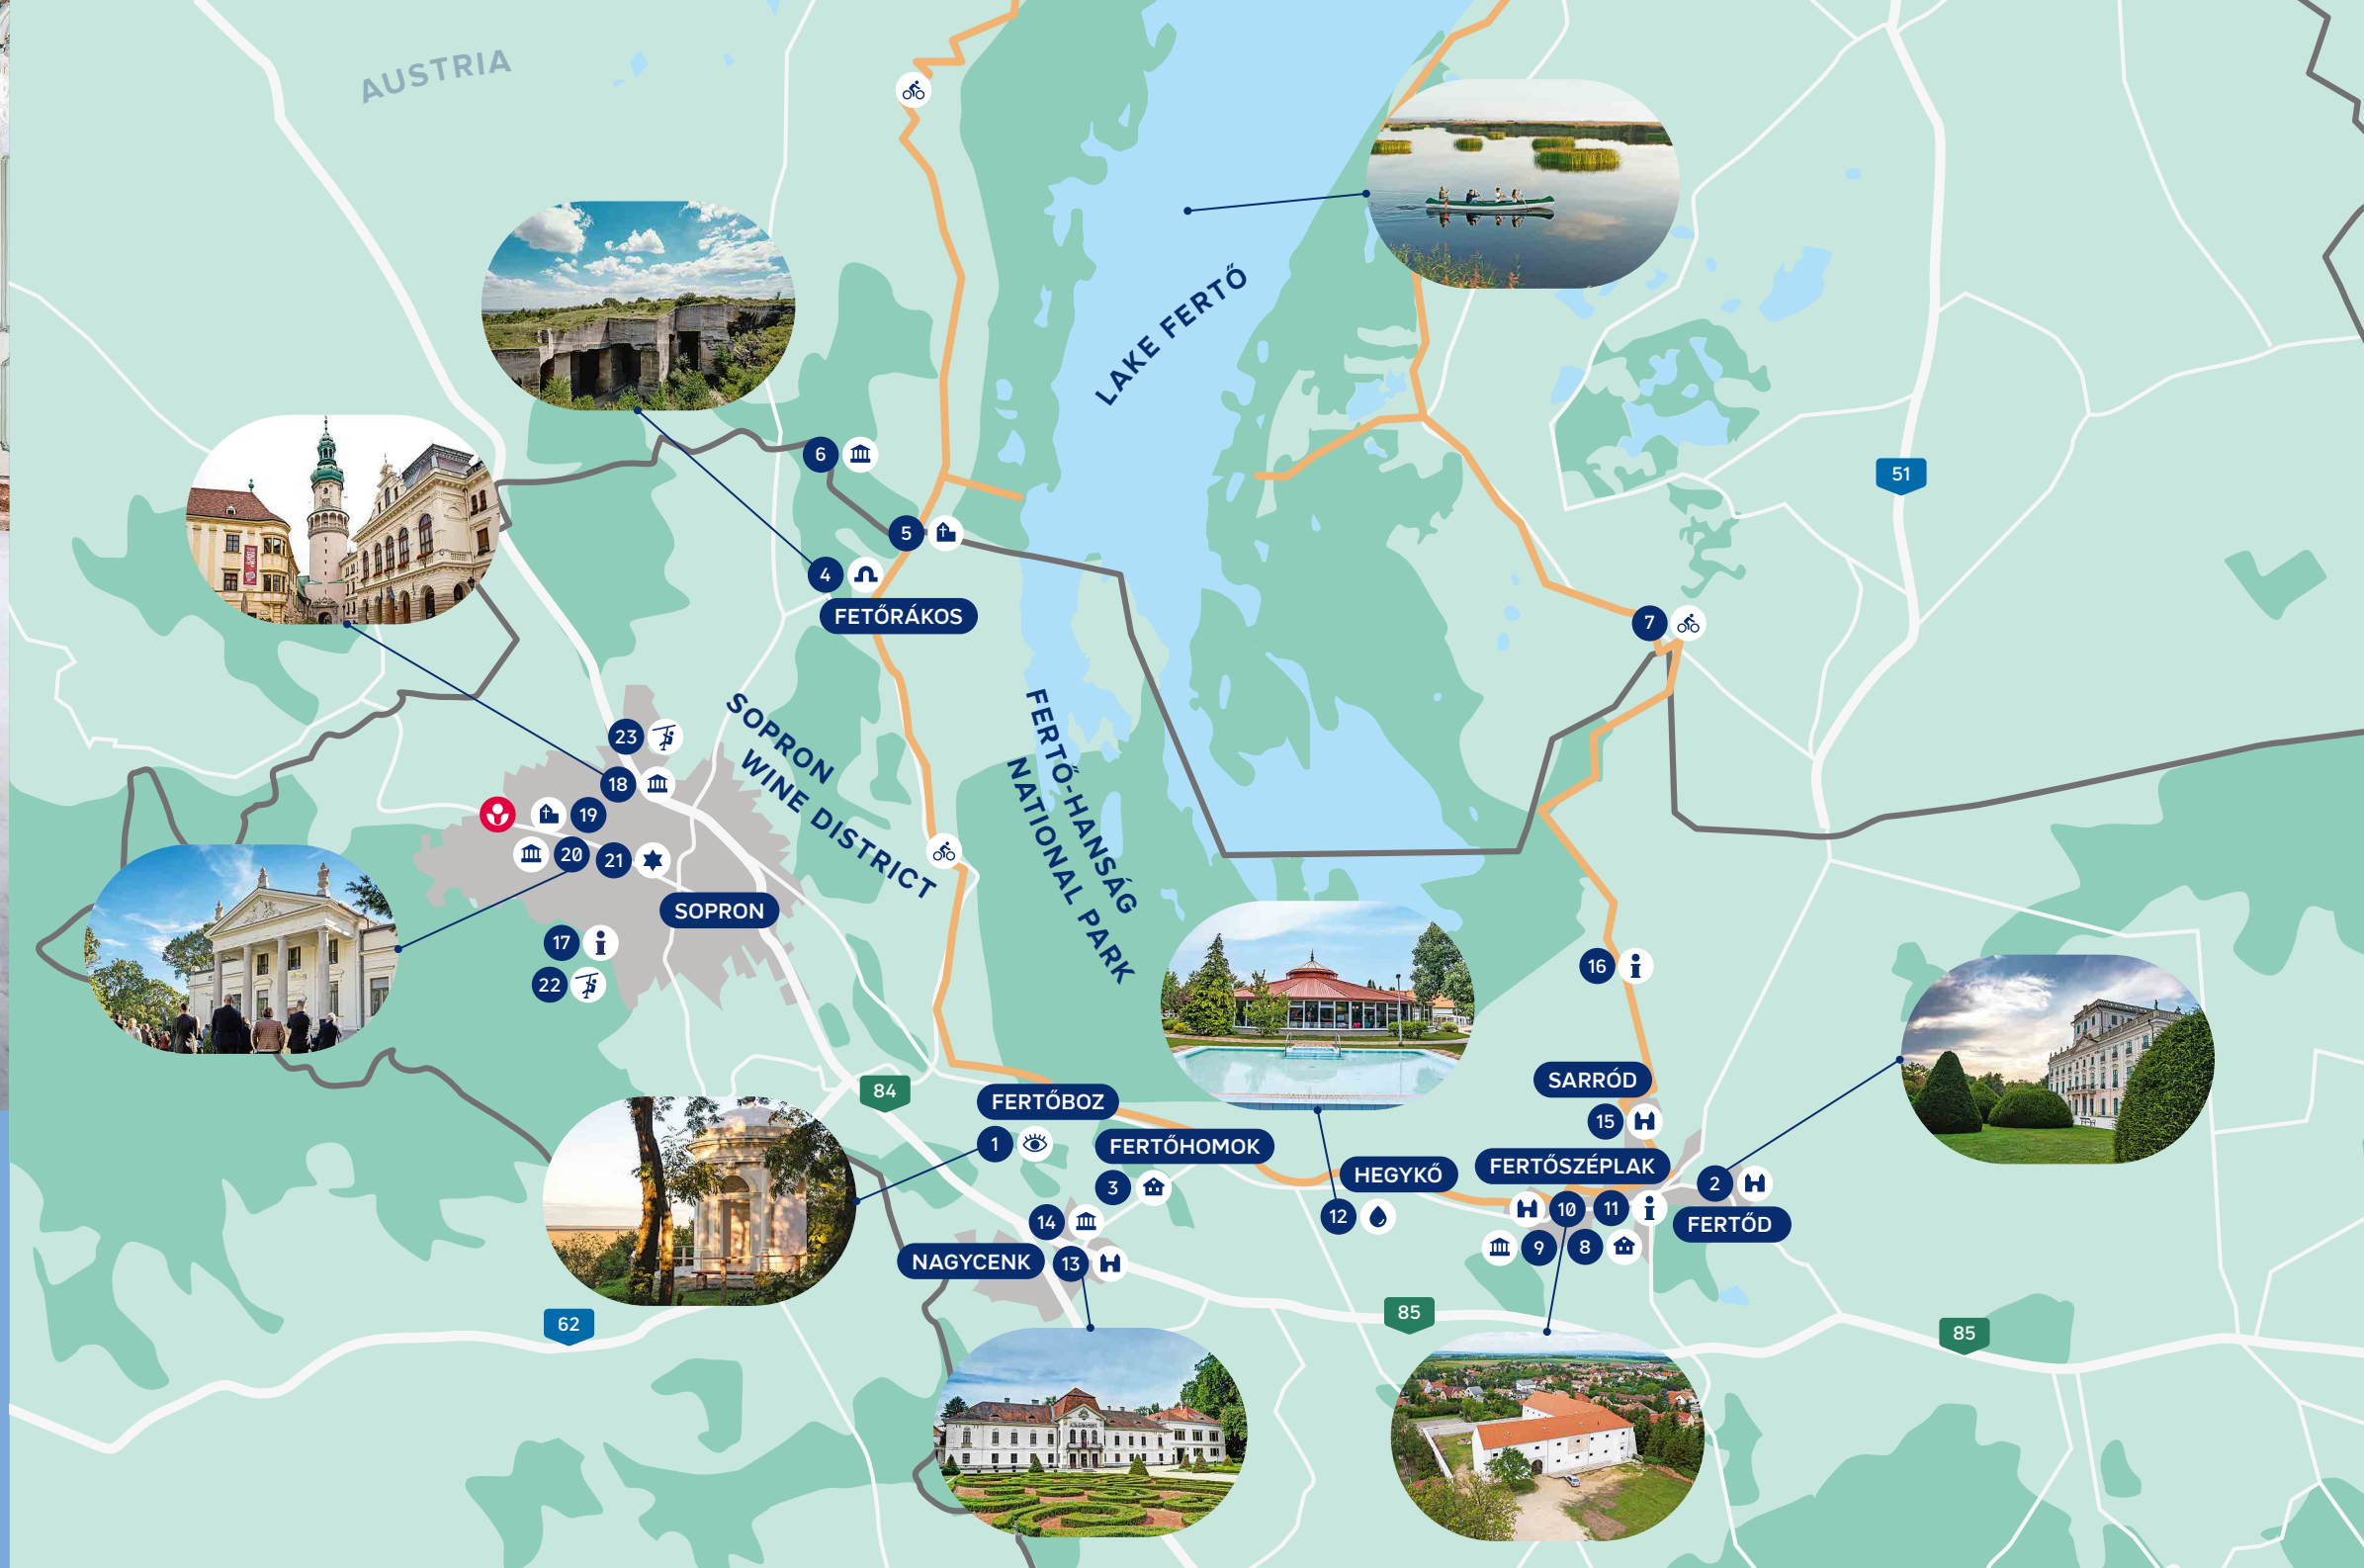 AUSTRIA
LAKE FERTŐ
6
51
5
4
FETŐRÁKOS
7
SOPRON
WINE DISTRICT
FERTŐ-HANSÁG
NATIONAL PARK
23
18
19
20
21
SOPRON
17
22
16
84
SARRÓD
FERTŐBOZ
15
1
FERTŐHOMOK
FERTŐSZÉPLAK
HEGYKŐ
2
3
10
11
12
14
FERTŐD
9
8
NAGYCENK
13
62
85
85